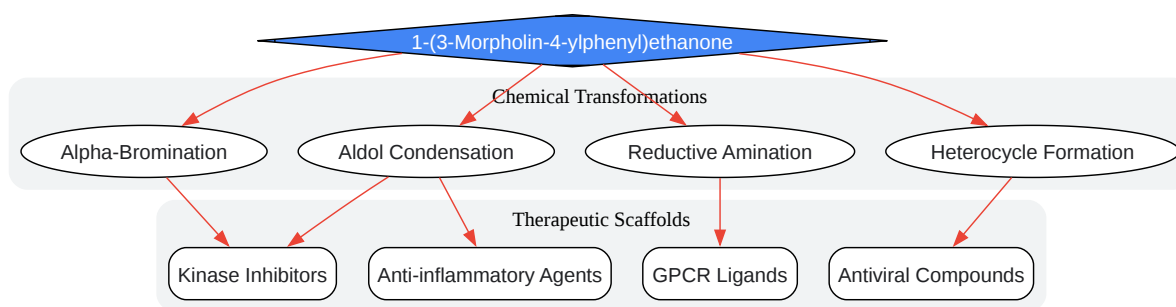 1-(3-Morpholin-4-ylphenyl)ethanone
Chemical Transformations
Alpha-Bromination
Aldol Condensation
Reductive Amination
Heterocycle Formation
Therapeutic Scaffolds
Kinase Inhibitors
Anti-inflammatory Agents
GPCR Ligands
Antiviral Compounds